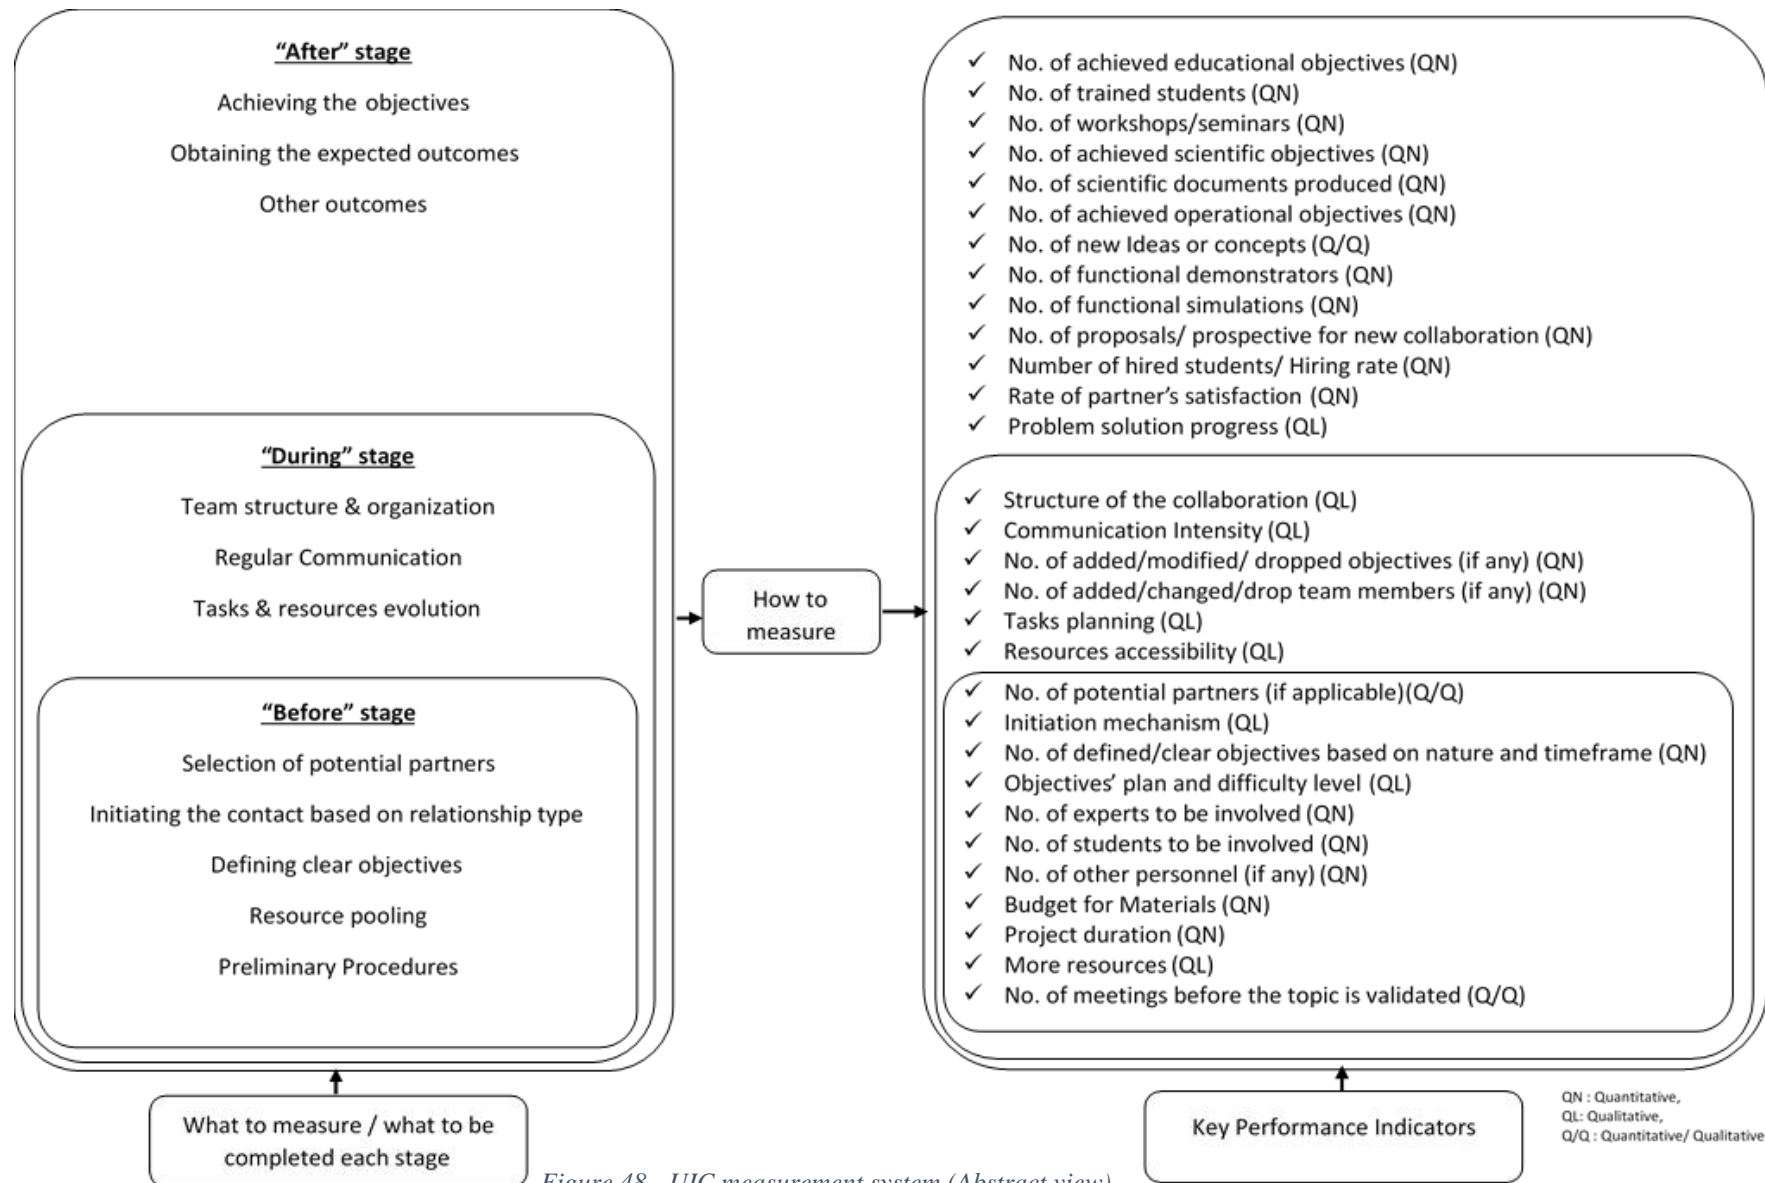 “After” stage
Achieving the objectives
Obtaining the expected outcomes
Other outcomes
“During” stage
Team structure & organization
Regular Communication
Tasks & resources evolution
“Before” stage
Selection of potential partners
Initiating the contact based on relationship type
Defining clear objectives
Resource pooling
Preliminary Procedures
What to measure / what to be
completed each stage
How to
measure
✓ No. of achieved educational objectives (QN)
✓ No. of trained students (QN)
✓ No. of workshops/seminars (QN)
✓ No. of achieved scientific objectives (QN)
✓ No. of scientific documents produced (QN)
✓ No. of achieved operational objectives (QN)
✓ No. of new Ideas or concepts (Q/Q)
✓ No. of functional demonstrators (QN)
✓ No. of functional simulations (QN)
✓ No. of proposals/ prospective for new collaboration (QN)
✓ Number of hired students/ Hiring rate (QN)
✓ Rate of partner’s satisfaction (QN)
✓ Problem solution progress (QL)
✓ Structure of the collaboration (QL)
✓ Communication Intensity (QL)
✓ No. of added/modified/ dropped objectives (if any) (QN)
✓ No. of added/changed/drop team members (if any) (QN)
✓ Tasks planning (QL)
✓ Resources accessibility (QL)
✓ No. of potential partners (if applicable)(Q/Q)
✓ Initiation mechanism (QL)
✓ No. of defined/clear objectives based on nature and timeframe (QN)
✓ Objectives’ plan and difficulty level (QL)
✓ No. of experts to be involved (QN)
✓ No. of students to be involved (QN)
✓ No. of other personnel (if any) (QN)
✓ Budget for Materials (QN)
✓ Project duration (QN)
✓ More resources (QL)
✓ No. of meetings before the topic is validated (Q/Q)
Key Performance Indicators
QN : Quantitative,
QL: Qualitative,
Q/Q : Quantitative/ Qualitative
Figure 48 - UIC measurement system (Abstract view)